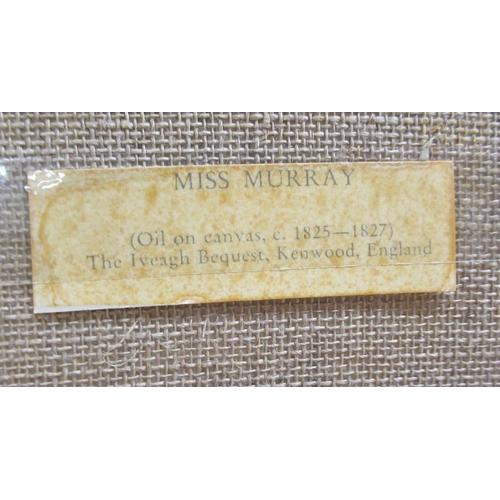 MISS MURRAY
(Oil on canvas, c. 1825—1827)
The Iveagh Bequest, Kenwood, England